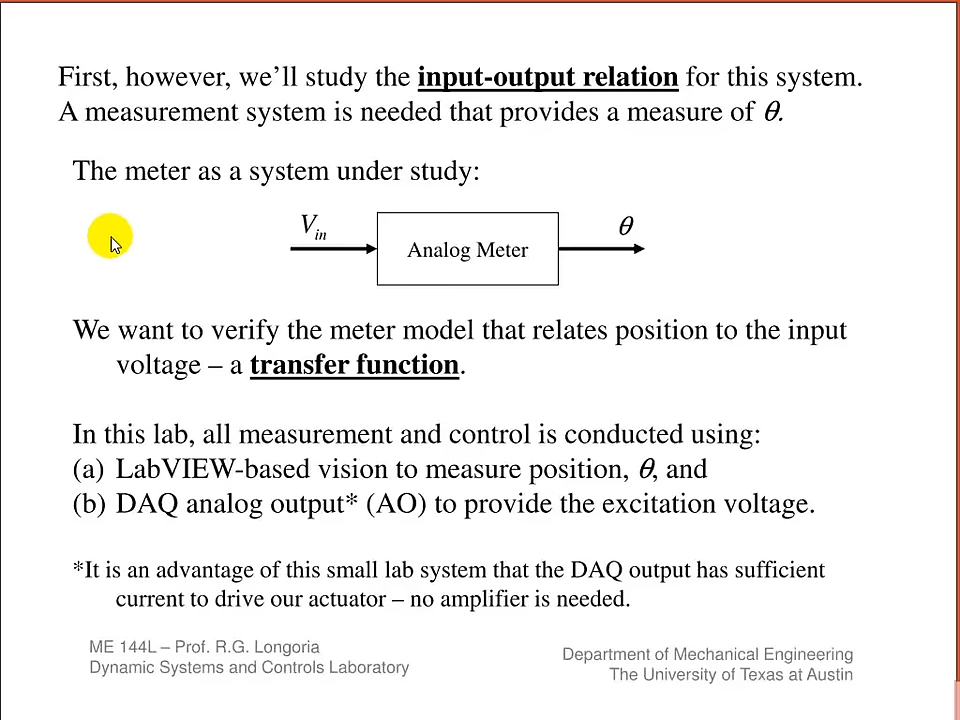 First, however, we’ll study the input-output relation for this system.
A measurement system is needed that provides a measure of θ.
The meter as a system under study:
Vin
θ
Analog Meter
We want to verify the meter model that relates position to the input
voltage – a transfer function.
In this lab, all measurement and control is conducted using:
(a) LabVIEW-based vision to measure position, θ, and
(b) DAQ analog output* (AO) to provide the excitation voltage.
*It is an advantage of this small lab system that the DAQ output has sufficient
current to drive our actuator – no amplifier is needed.
ME 144L – Prof. R.G. Longoria
Dynamic Systems and Controls Laboratory
Department of Mechanical Engineering
The University of Texas at Austin